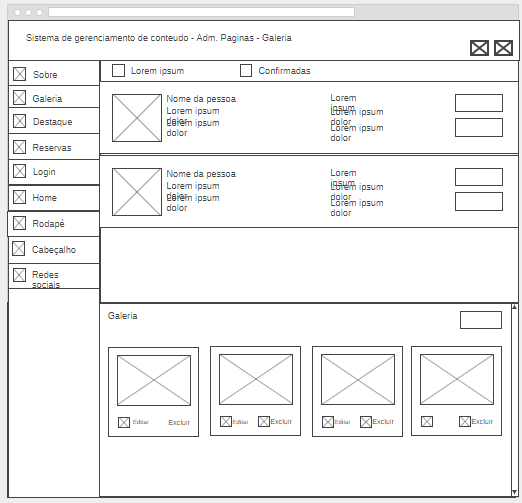 Sistema de gerenciamento de conteudo - Adm. Paginas - Galeria
Sobre
Galeria
Destaque
Reservas
Login
Home
Rodapé
Cabeçalho
Redes
sociais
Lorem ipsum
Confirmadas
Nome da pessoa
Lorem ipsum
dolor
Lorem ipsum
dolor
Lorem
ipsum
Lorem ipsum
dolor
Lorem ipsum
dolor
Nome da pessoa
Lorem ipsum
dolor
Lorem ipsum
dolor
Lorem
ipsum
Lorem ipsum
dolor
Lorem ipsum
dolor
Galeria
Editar Excluir
Editar Excluir
Editar Excluir
Excluir